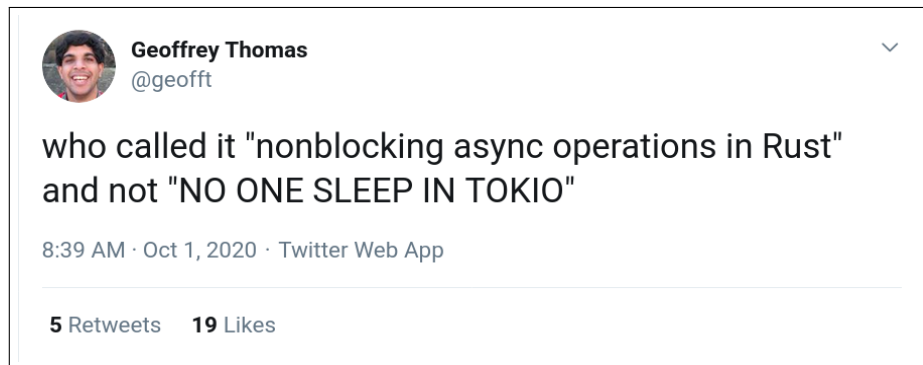 Geoffrey Thomas
@geofft
who called it "nonblocking async operations in Rust"
and not "NO ONE SLEEP IN TOKIO"
8:39 AM · Oct 1, 2020 · Twitter Web App
5 Retweets 19 Likes